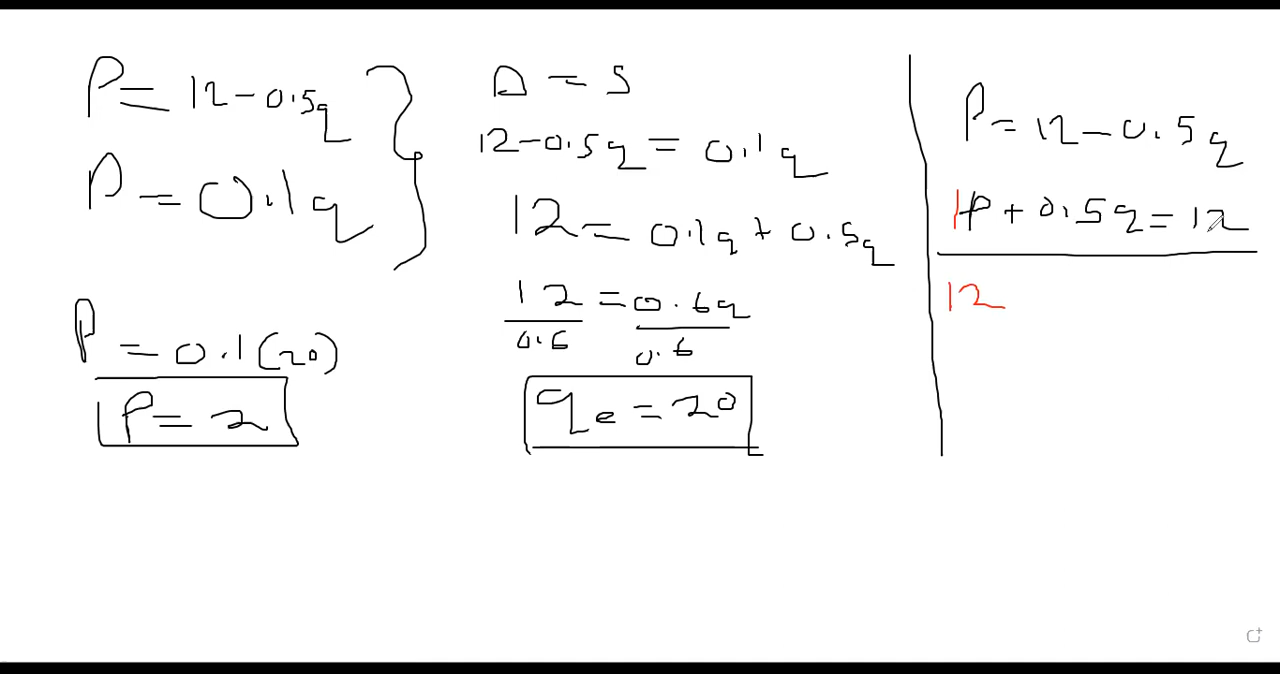 P = 12 - 0.5q
P = 0.1q
P = 0.1(20)
P = 2
D = S
12 - 0.5q = 0.1q
12 = 0.1q + 0.5q
12 = 0.6q
0.6 0.6
qe = 20
P = 12 - 0.5q
1P + 0.5q = 12
12